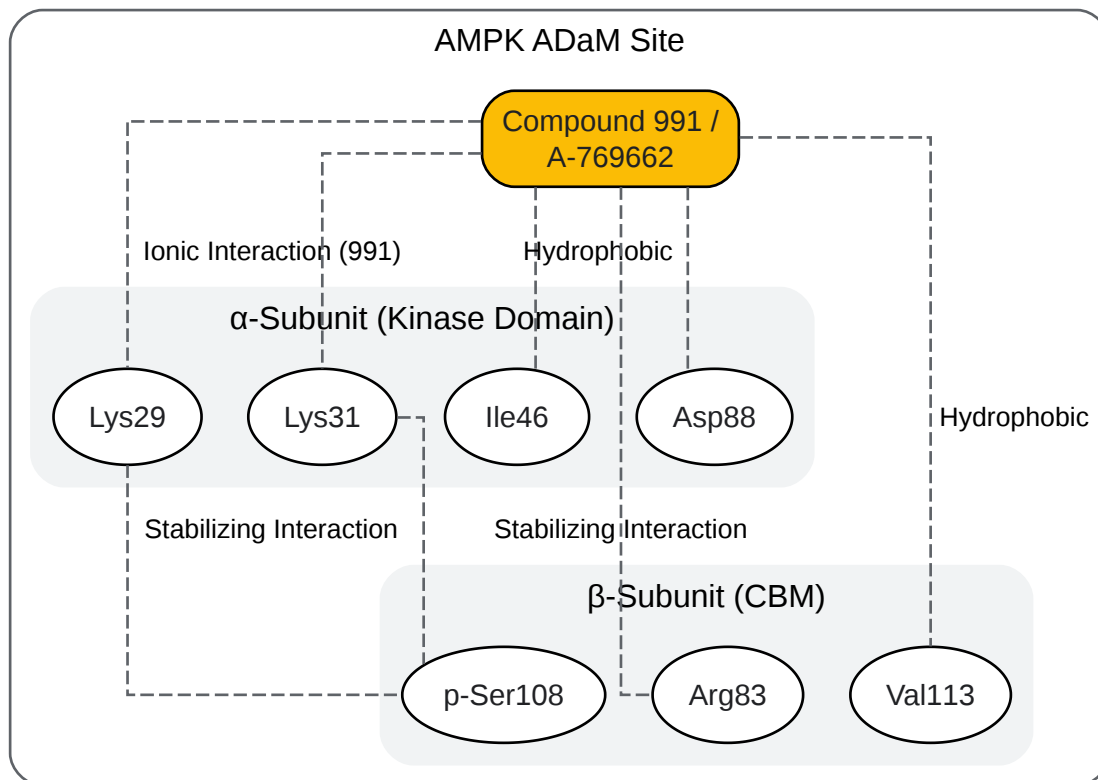 AMPK ADaM Site
Compound 991 /
A-769662
Ionic Interaction (991)
Hydrophobic
α-Subunit (Kinase Domain)
Lys29
Lys31
Ile46
Asp88
Hydrophobic
Stabilizing Interaction
Stabilizing Interaction
β-Subunit (CBM)
p-Ser108
Arg83
Val113